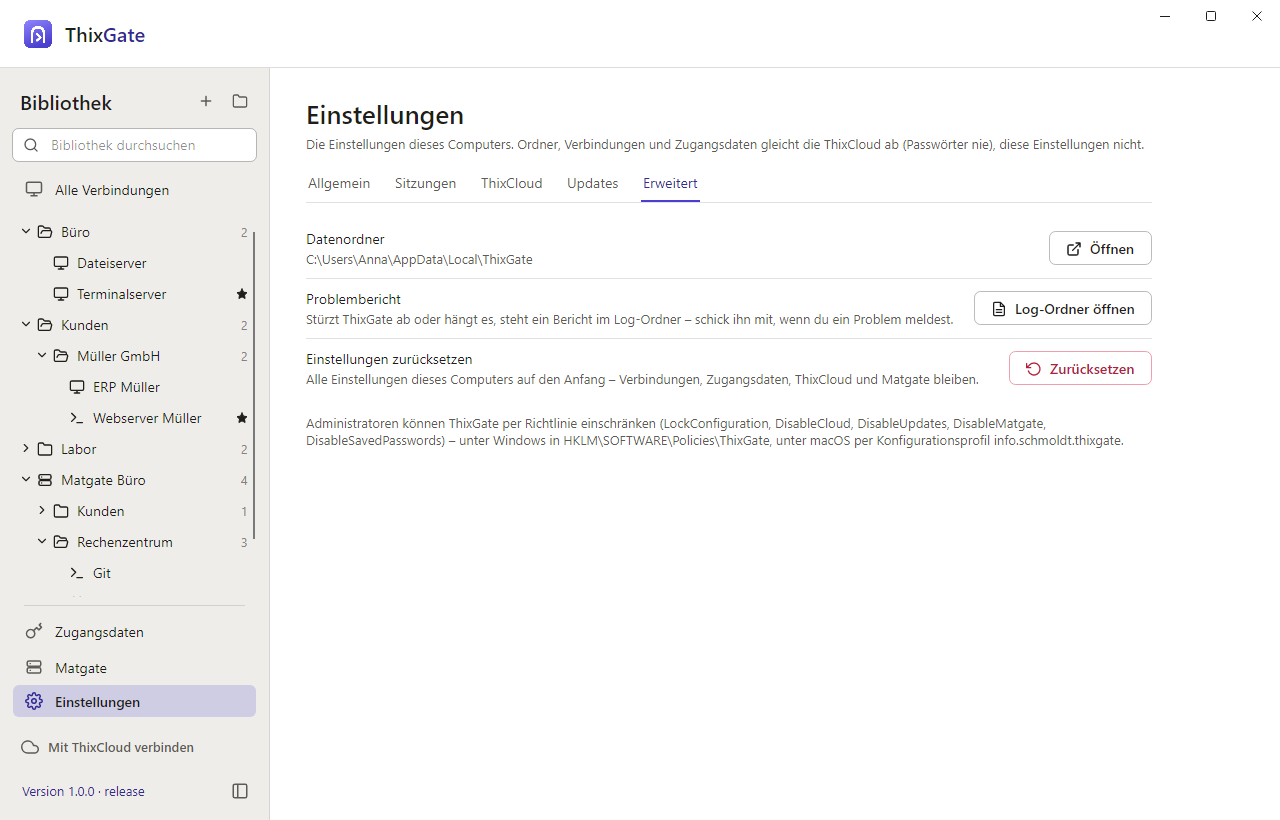 ThixGate
Bibliothek
Bibliothek durchsuchen
Alle Verbindungen
Büro 2
Dateiserver
Terminalserver
Kunden 2
Müller GmbH 2
ERP Müller
Webserver Müller
Labor 2
Matgate Büro 4
Kunden 1
Rechenzentrum 3
Git
Zugangsdaten
Matgate
Einstellungen
Mit ThixCloud verbinden
Version 1.0.0 · release
Einstellungen
Die Einstellungen dieses Computers. Ordner, Verbindungen und Zugangsdaten gleicht die ThixCloud ab (Passwörter nie), diese Einstellungen nicht.
Allgemein Sitzungen ThixCloud Updates Erweitert
Datenordner
C:\Users\Anna\AppData\Local\ThixGate
Öffnen
Problembericht
Stürzt ThixGate ab oder hängt es, steht ein Bericht im Log-Ordner – schick ihn mit, wenn du ein Problem meldest.
Log-Ordner öffnen
Einstellungen zurücksetzen
Alle Einstellungen dieses Computers auf den Anfang – Verbindungen, Zugangsdaten, ThixCloud und Matgate bleiben.
Zurücksetzen
Administratoren können ThixGate per Richtlinie einschränken (LockConfiguration, DisableCloud, DisableUpdates, DisableMatgate,
DisableSavedPasswords) – unter Windows in HKLM\SOFTWARE\Policies\ThixGate, unter macOS per Konfigurationsprofil info.schmoldt.thixgate.